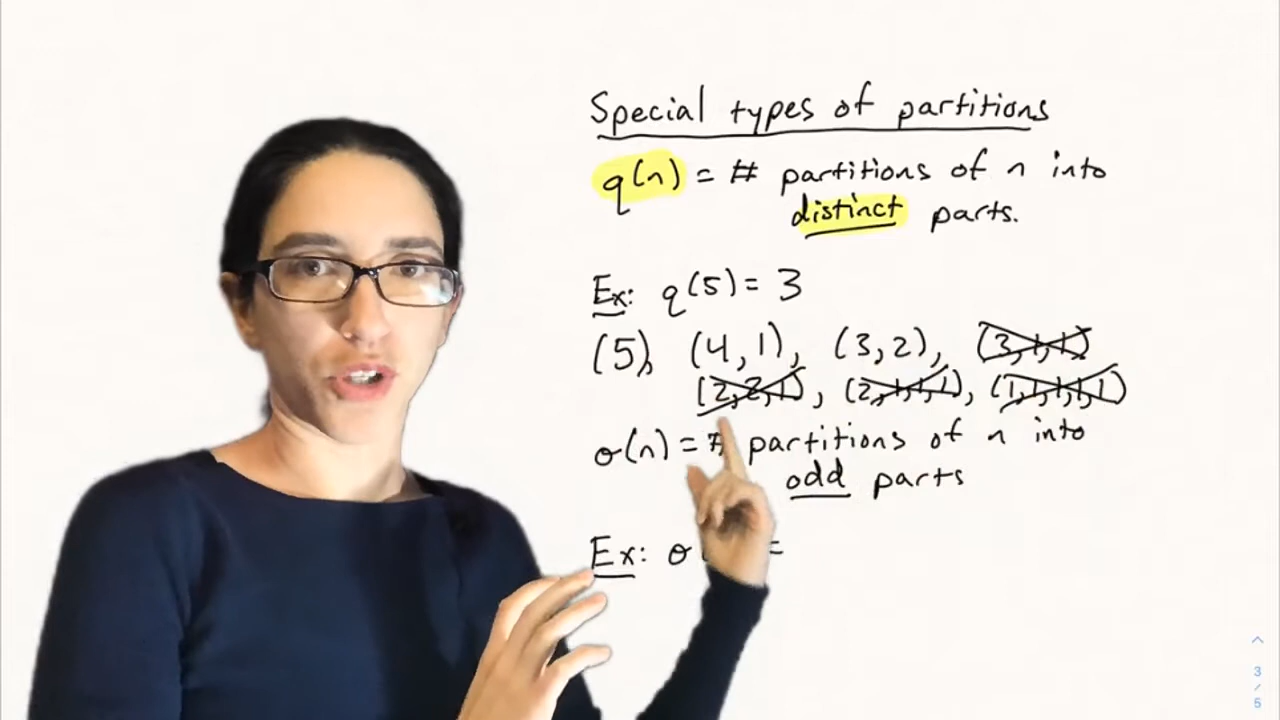 Special types of partitions
q(n) = # partitions of n into
distinct parts.
Ex: q(5) = 3
(5), (4,1), (3,2), (3,1,1)
(2,2,1), (2,1,1,1), (1,1,1,1,1)
o(n) = # partitions of n into
odd parts
Ex: o =
3
/
5